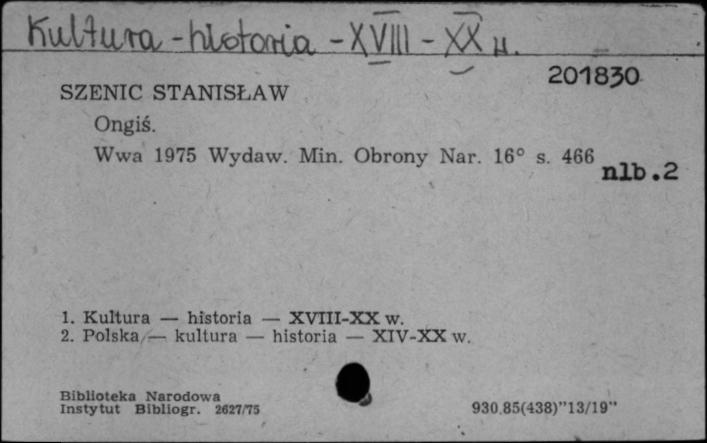 Kultura - historia - XVIII - XX w.
201830
SZENIC STANISŁAW
Ongiś.
Wwa 1975 Wydaw. Min. Obrony Nar. 16° s. 466
nlb.2
1. Kultura — historia — XVIII-XX w.
2. Polska — kultura — historia — XIV-XX w.
Biblioteka Narodowa
Instytut Bibliogr. 2627/75
930.85(438)"13/19"